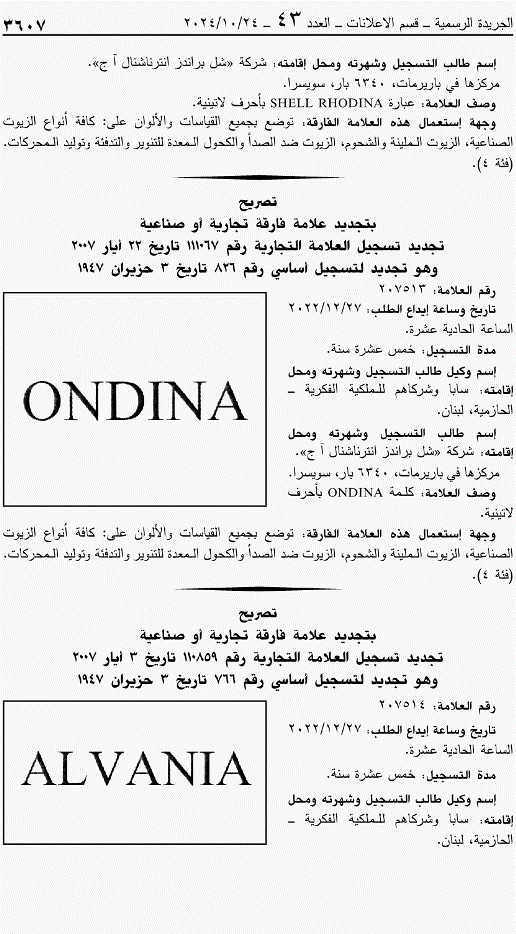 الجريدة الرسمية ــ قسم الاعلانات ــ العدد ٤٣ ــ ٢٠٢٤/١٠/٢٤
٣٦٠٧
إسم طالب التسجيل وشهرته ومحل إقامته: شركة «شل براندز انترناشنال آ ج».
مركزها في باريرمات، ٦٣٤٠ بار، سويسرا.
وصف العلامة: عبارة SHELL RHODINA بأحرف لاتينية.
وجهة إستعمال هذه العلامة الفارقة: توضع بجميع القياسات والألوان على: كافة أنواع الزيوت
الصناعية، الزيوت الملينة والشحوم، الزيوت ضد الصدأ والكحول المعدة للتنوير والتدفئة وتوليد المحركات.
(فئة ٤).
تصريح
بتجديد علامة فارقة تجارية أو صناعية
تجديد تسجيل العلامة التجارية رقم ١١١٠٦٧ تاريخ ٢٢ أيار ٢٠٠٧
وهو تجديد لتسجيل أساسي رقم ٨٢٦ تاريخ ٣ حزيران ١٩٤٧
رقم العلامة: ٢٠٧٥١٣
تاريخ وساعة إيداع الطلب: ٢٠٢٢/١٢/٢٧
الساعة الحادية عشرة.
مدة التسجيل: خمس عشرة سنة.
إسم وكيل طالب التسجيل وشهرته ومحل
إقامته: سابا وشركاهم للملكية الفكرية ــ
الحازمية، لبنان.
إسم طالب التسجيل وشهرته ومحل
إقامته: شركة «شل براندز انترناشنال آ ج».
مركزها في باريرمات، ٦٣٤٠ بار، سويسرا.
وصف العلامة: كلمة ONDINA بأحرف
لاتينية.
ONDINA
وجهة إستعمال هذه العلامة الفارقة: توضع بجميع القياسات والألوان على: كافة أنواع الزيوت
الصناعية، الزيوت الملينة والشحوم، الزيوت ضد الصدأ والكحول المعدة للتنوير والتدفئة وتوليد المحركات.
(فئة ٤).
تصريح
بتجديد علامة فارقة تجارية أو صناعية
تجديد تسجيل العلامة التجارية رقم ١١٠٨٥٩ تاريخ ٣ أيار ٢٠٠٧
وهو تجديد لتسجيل أساسي رقم ٧٦٦ تاريخ ٣ حزيران ١٩٤٧
رقم العلامة: ٢٠٧٥١٤
تاريخ وساعة إيداع الطلب: ٢٠٢٢/١٢/٢٧
الساعة الحادية عشرة.
مدة التسجيل: خمس عشرة سنة.
إسم وكيل طالب التسجيل وشهرته ومحل
إقامته: سابا وشركاهم للملكية الفكرية ــ
الحازمية، لبنان.
ALVANIA